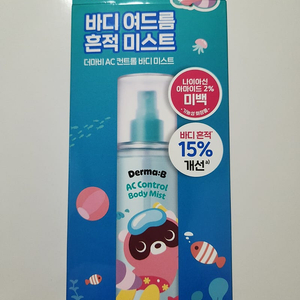 바디 여드름
흔적 미스트
더마비 AC 컨트롤 바디 미스트
나이아신
아마이드 2%
미백
바디 흔적
15%
개선
Derma:B
AC Control
Body Mist